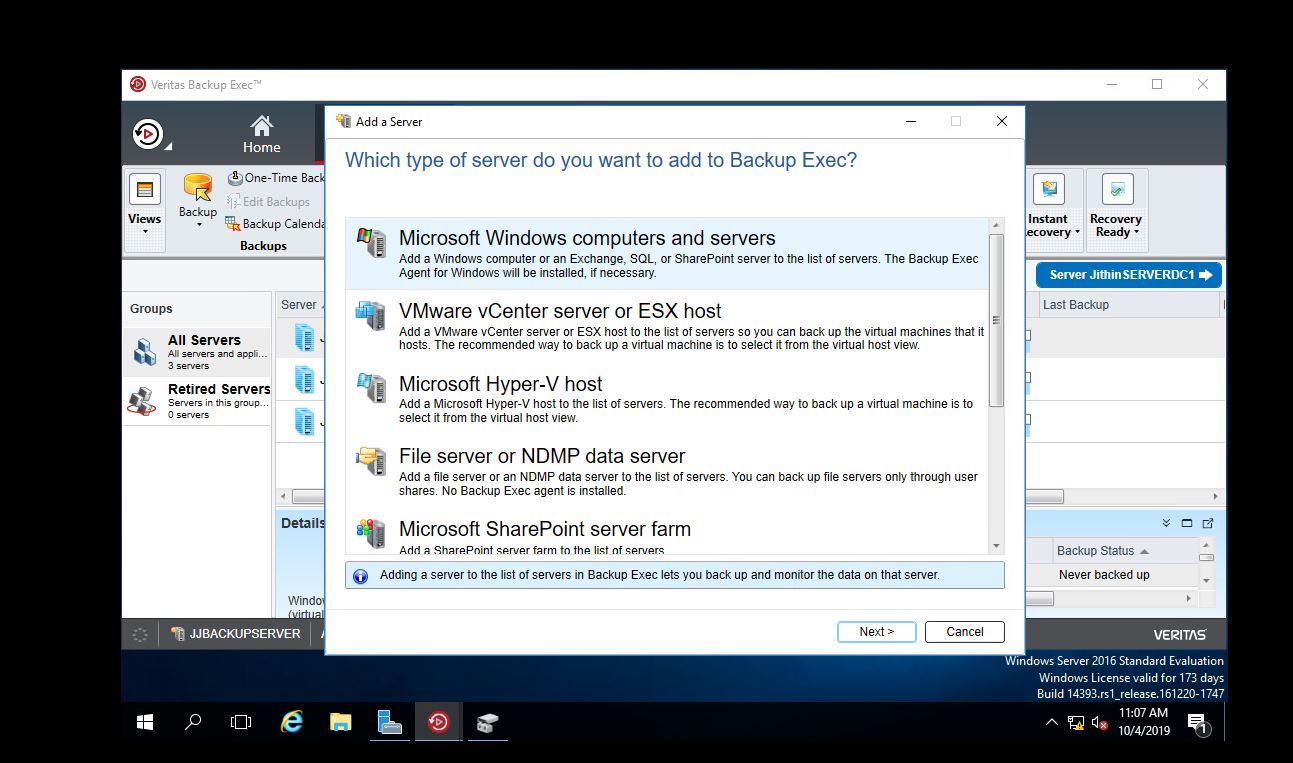 Veritas Backup Exec™
Add a Server
Home
Which type of server do you want to add to Backup Exec?
Views
Backup
One-Time Back
Edit Backups
Backup Calenda
Backups
Instant
ecovery
Recovery
Ready
Microsoft Windows computers and servers
Add a Windows computer or an Exchange, SQL, or SharePoint server to the list of servers. The Backup Exec
Agent for Windows will be installed, if necessary.
Server JithinSERVERDC1
Groups
Server
Last Backup
All Servers
All servers and appli...
3 servers
Retired Servers
Servers in this group...
0 servers
VMware vCenter server or ESX host
Add a VMware vCenter server or ESX host to the list of servers so you can back up the virtual machines that it
hosts. The recommended way to back up a virtual machine is to select it from the virtual host view.
Microsoft Hyper-V host
Add a Microsoft Hyper-V host to the list of servers. The recommended way to back up a virtual machine is to
select it from the virtual host view.
File server or NDMP data server
Add a file server or an NDMP data server to the list of servers. You can back up file servers only through user
shares. No Backup Exec agent is installed.
Microsoft SharePoint server farm
Add a SharePoint server farm to the list of servers.
Details
Backup Status
Never backed up
Adding a server to the list of servers in Backup Exec lets you back up and monitor the data on that server.
Windo
(virtual
Next >
Cancel
JJBACKUPSERVER
VERITAS
Windows Server 2016 Standard Evaluation
Windows License valid for 173 days
Build 14393.rs1_release.161220-1747
11:07 AM
10/4/2019
1